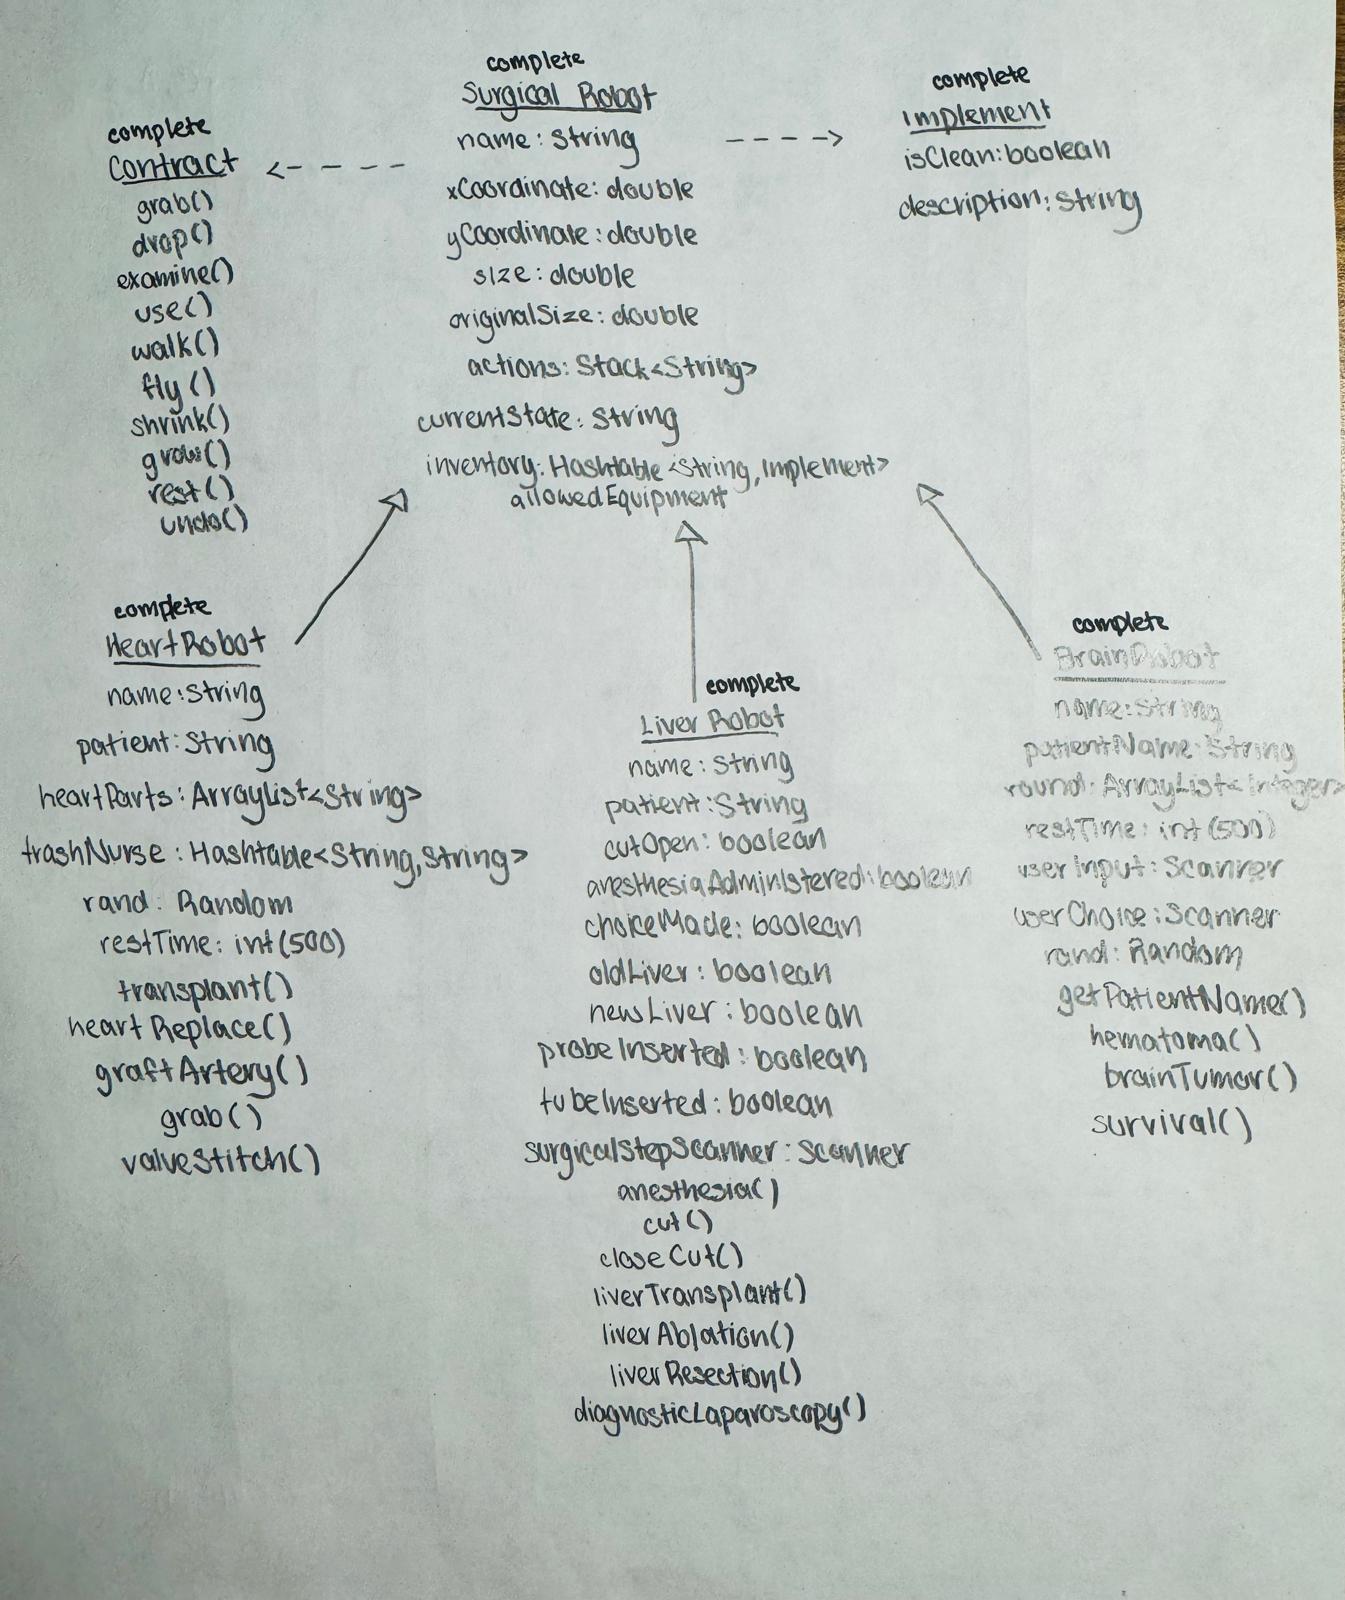 complete
Surgical Robot
name: String
xCoordinate: double
yCoordinate: double
size: double
originalSize: double
actions: Stack<String>
currentState: String
inventory: Hashtable<String, Implement>
allowedEquipment
complete
Contract
grab()
drop()
examine()
use()
walk()
fly()
shrink()
grow()
rest()
undo()
complete
Implement
isClean: boolean
description: String
complete
HeartRobot
name: String
patient: String
heartParts: ArrayList<String>
trashNurse: Hashtable<String, String>
rand: Random
restTime: int (500)
transplant()
heartReplace()
graftArtery()
grab()
valveStitch()
complete
Liver Robot
name: String
patient: String
cutOpen: boolean
anesthesiaAdministered: boolean
choiceMade: boolean
oldLiver: boolean
newLiver: boolean
probeInserted: boolean
tubeInserted: boolean
surgicalStepScanner: Scanner
anesthesia()
cut()
closeCut()
liverTransplant()
liverAblation()
liverResection()
diagnosticLaparoscopy()
complete
BrainRobot
name: String
patientName: String
round: ArrayList<Integer>
restTime: int (500)
userInput: Scanner
userChoice: Scanner
rand: Random
getPatientName()
hematoma()
brainTumor()
survival()